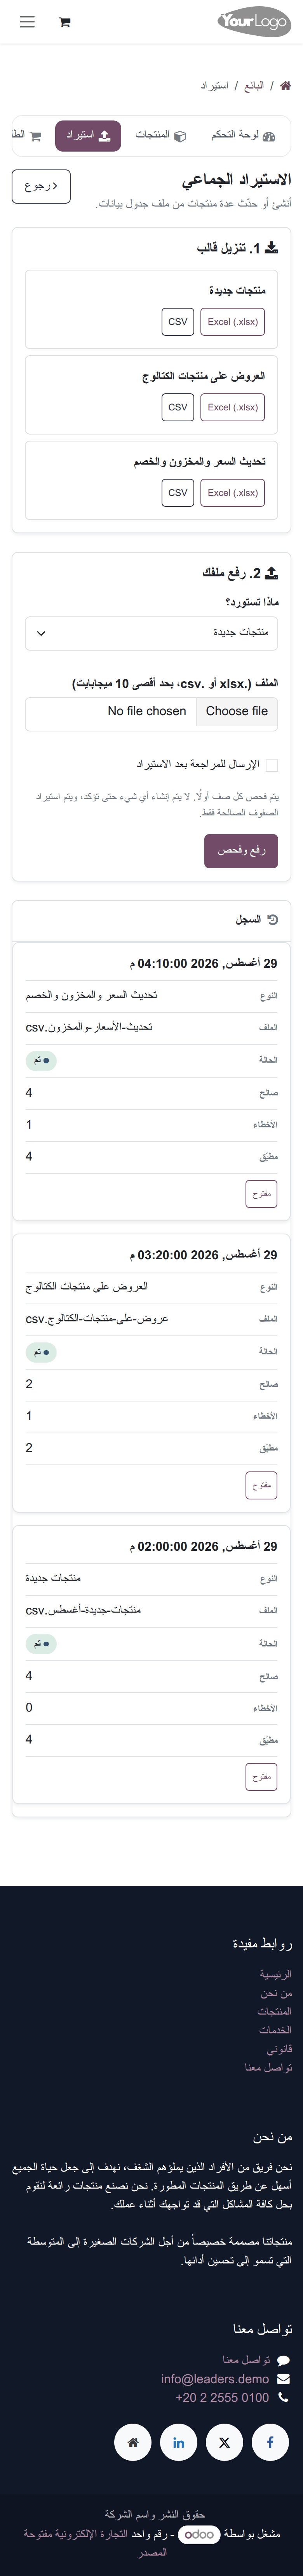 YourLogo
البائع / استيراد
لوحة التحكم
المنتجات
استيراد
الطا
الاستيراد الجماعي
رجوع
أنشئ أو حدّث عدة منتجات من ملف جدول بيانات.
1. تنزيل قالب
منتجات جديدة
Excel (.xlsx)
CSV
العروض على منتجات الكتالوج
Excel (.xlsx)
CSV
تحديث السعر والمخزون والخصم
Excel (.xlsx)
CSV
2. رفع ملفك
ماذا تستورد؟
منتجات جديدة
الملف (.xlsx أو .csv، بحد أقصى 10 ميجابايت)
Choose file
No file chosen
الإرسال للمراجعة بعد الاستيراد
يتم فحص كل صف أولًا. لا يتم إنشاء أي شيء حتى تؤكد، ويتم استيراد
الصفوف الصالحة فقط.
رفع وفحص
السجل
29 أغسطس, 2026 04:10:00 م
النوع تحديث السعر والمخزون والخصم
الملف تحديث-الأسعار-والمخزون.csv
الحالة تم
صالح 4
الأخطاء 1
مطبّق 4
مفتوح
29 أغسطس, 2026 03:20:00 م
النوع العروض على منتجات الكتالوج
الملف عروض-على-منتجات-الكتالوج.csv
الحالة تم
صالح 2
الأخطاء 1
مطبّق 2
مفتوح
29 أغسطس, 2026 02:00:00 م
النوع منتجات جديدة
الملف منتجات-جديدة-أغسطس.csv
الحالة تم
صالح 4
الأخطاء 0
مطبّق 4
مفتوح
روابط مفيدة
الرئيسية
من نحن
المنتجات
الخدمات
قانوني
تواصل معنا
من نحن
نحن فريق من الأفراد الذين يملؤهم الشغف، نهدف إلى جعل حياة الجميع
أسهل عن طريق المنتجات المطورة. نحن نصنع منتجات رائعة لنقوم
بحل كافة المشاكل التي قد تواجهك أثناء عملك.
منتجاتنا مصممة خصيصاً من أجل الشركات الصغيرة إلى المتوسطة
التي تسمو إلى تحسين أدائها.
تواصل معنا
تواصل معنا
info@leaders.demo
+20 2 2555 0100
حقوق النشر واسم الشركة
مشغل بواسطة odoo - رقم واحد التجارة الإلكترونية مفتوحة
المصدر